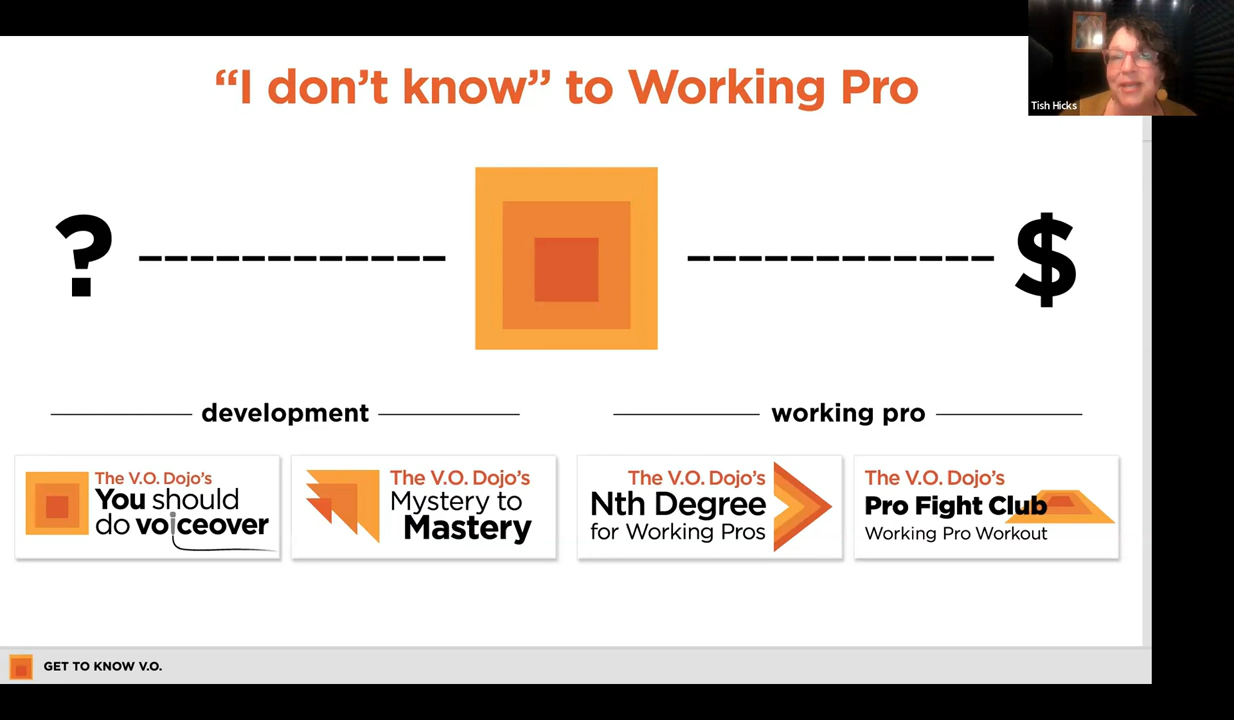 “I don’t know” to Working Pro
Tish Hicks
? ------------ ------------ $
development
working pro
The V.O. Dojo’s
You should
do voiceover
The V.O. Dojo’s
Mystery to
Mastery
The V.O. Dojo’s
Nth Degree
for Working Pros
The V.O. Dojo’s
Pro Fight Club
Working Pro Workout
GET TO KNOW V.O.